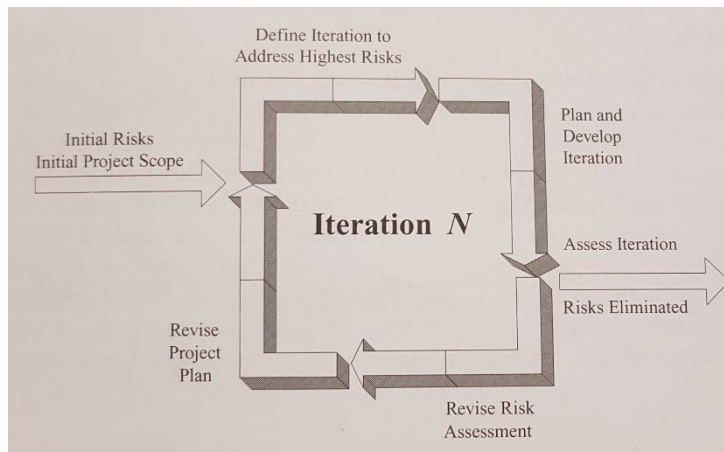 Define Iteration to
Address Highest Risks
Initial Risks
Initial Project Scope
Plan and
Develop
Iteration
Iteration N
Assess Iteration
Risks Eliminated
Revise
Project
Plan
Revise Risk
Assessment